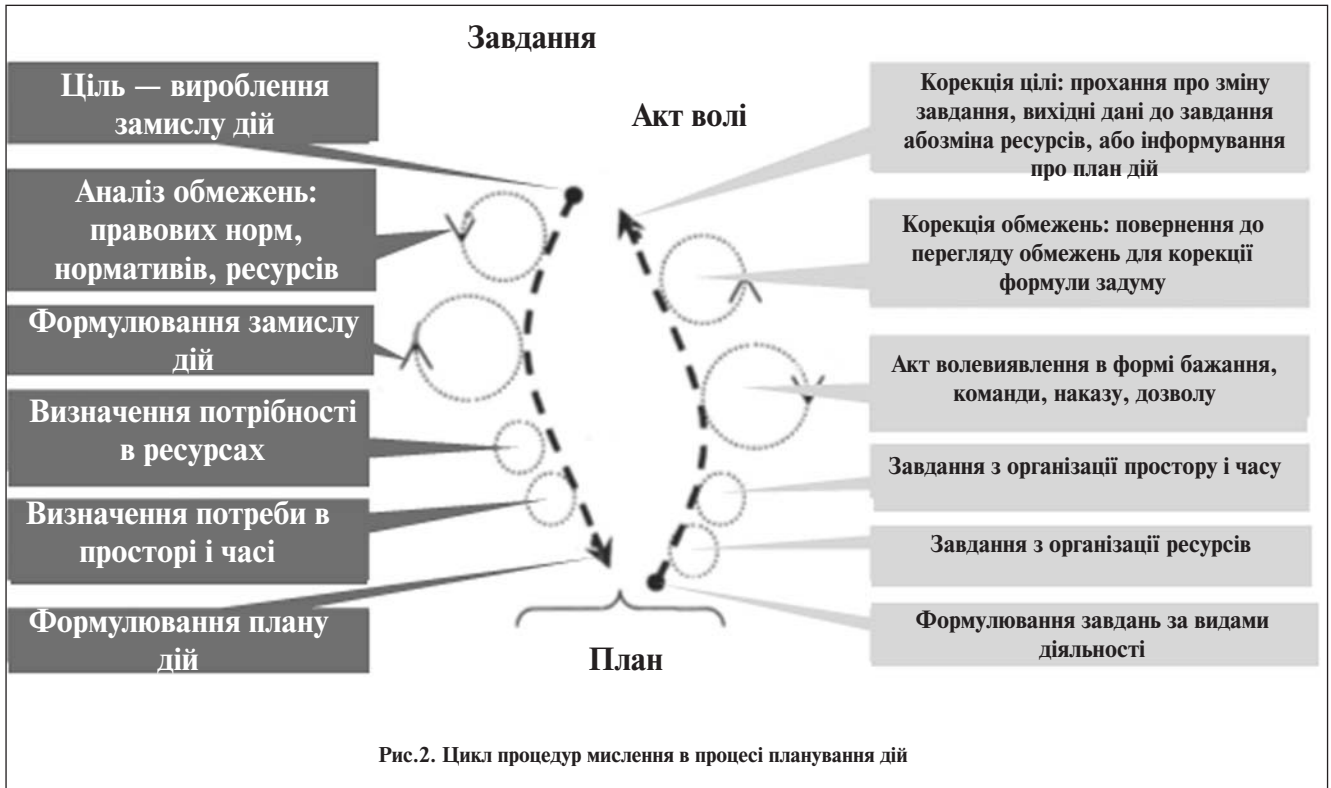 Завдання
Ціль — вироблення
замислу дій
Аналіз обмежень:
правових норм,
нормативів, ресурсів
Формулювання замислу
дій
Визначення потрібності
в ресурсах
Визначення потреби в
просторі і часі
Формулювання плану
дій
Акт волі
План
Корекція цілі: прохання про зміну
завдання, вихідні дані до завдання
абозміна ресурсів, або інформування
про план дій
Корекція обмежень: повернення до
перегляду обмежень для корекції
формули задуму
Акт волевиявлення в формі бажання,
команди, наказу, дозволу
Завдання з організації простору і часу
Завдання з організації ресурсів
Формулювання завдань за видами
діяльності
Рис.2. Цикл процедур мислення в процесі планування дій